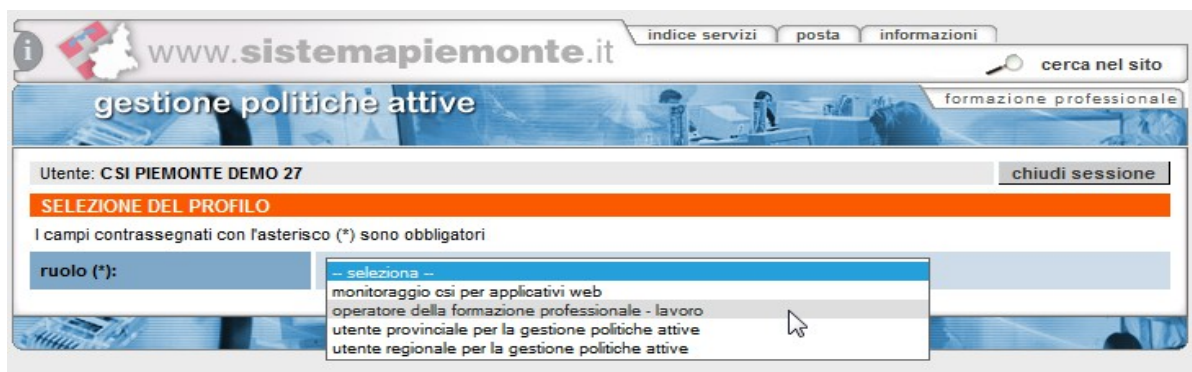 indice servizi posta informazioni
i www.sistemapiemonte.it
cerca nel sito
gestione politiche attive
formazione professionale
Utente: CSI PIEMONTE DEMO 27 chiudi sessione
SELEZIONE DEL PROFILO
I campi contrassegnati con l'asterisco (*) sono obbligatori
ruolo (*):
-- seleziona --
monitoraggio csi per applicativi web
operatore della formazione professionale - lavoro
utente provinciale per la gestione politiche attive
utente regionale per la gestione politiche attive